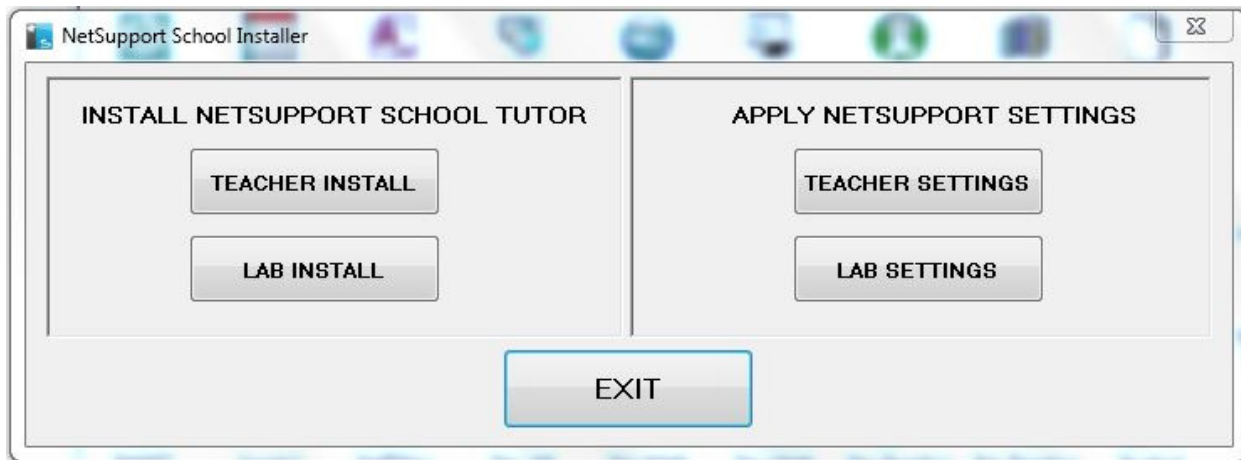 NetSupport School Installer
INSTALL NETSUPPORT SCHOOL TUTOR
TEACHER INSTALL
LAB INSTALL
APPLY NETSUPPORT SETTINGS
TEACHER SETTINGS
LAB SETTINGS
EXIT